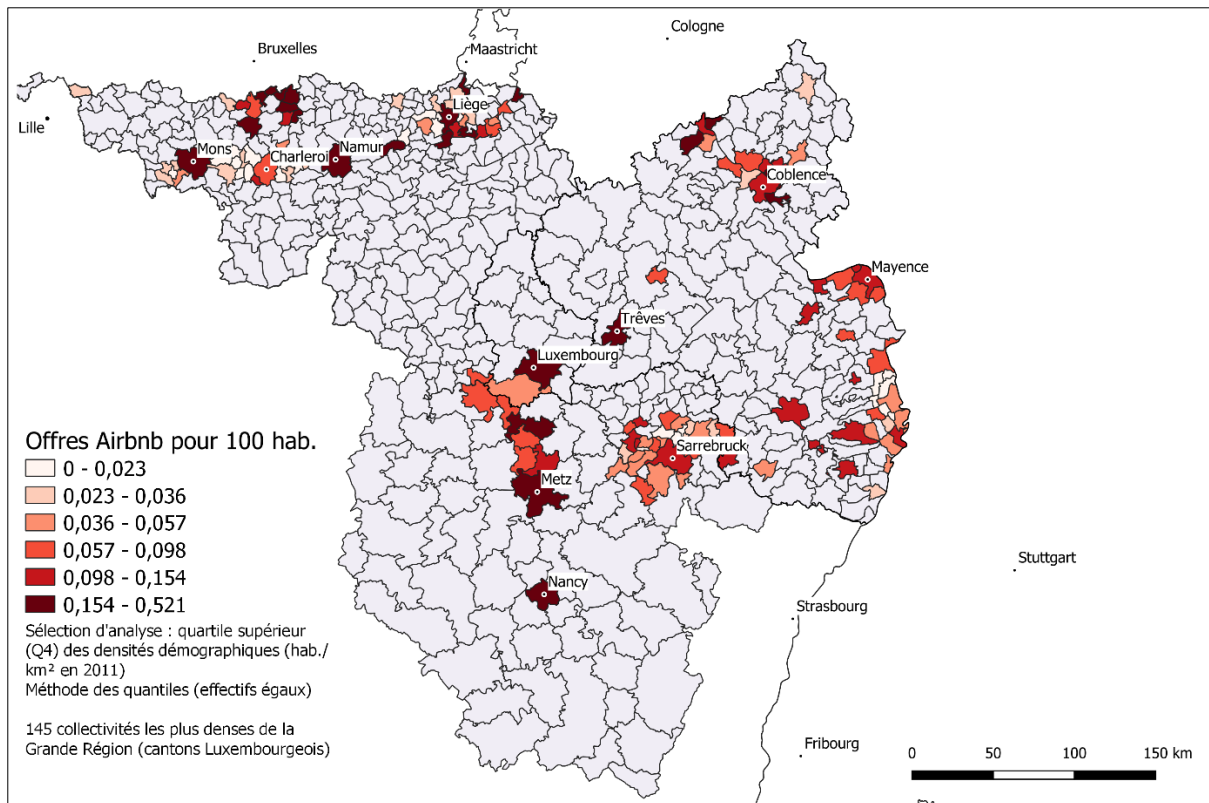 Cologne
Bruxelles
Maastricht
Lille
Liège
Mons
Charleroi
Namur
Coblence
Mayence
Trêves
Luxembourg
Sarrebruck
Metz
Nancy
Stuttgart
Strasbourg
Fribourg
Offres Airbnb pour 100 hab.
0 - 0,023
0,023 - 0,036
0,036 - 0,057
0,057 - 0,098
0,098 - 0,154
0,154 - 0,521
Sélection d'analyse : quartile supérieur
(Q4) des densités démographiques (hab./
km² en 2011)
Méthode des quantiles (effectifs égaux)
145 collectivités les plus denses de la
Grande Région (cantons Luxembourgeois)
0 50 100 150 km